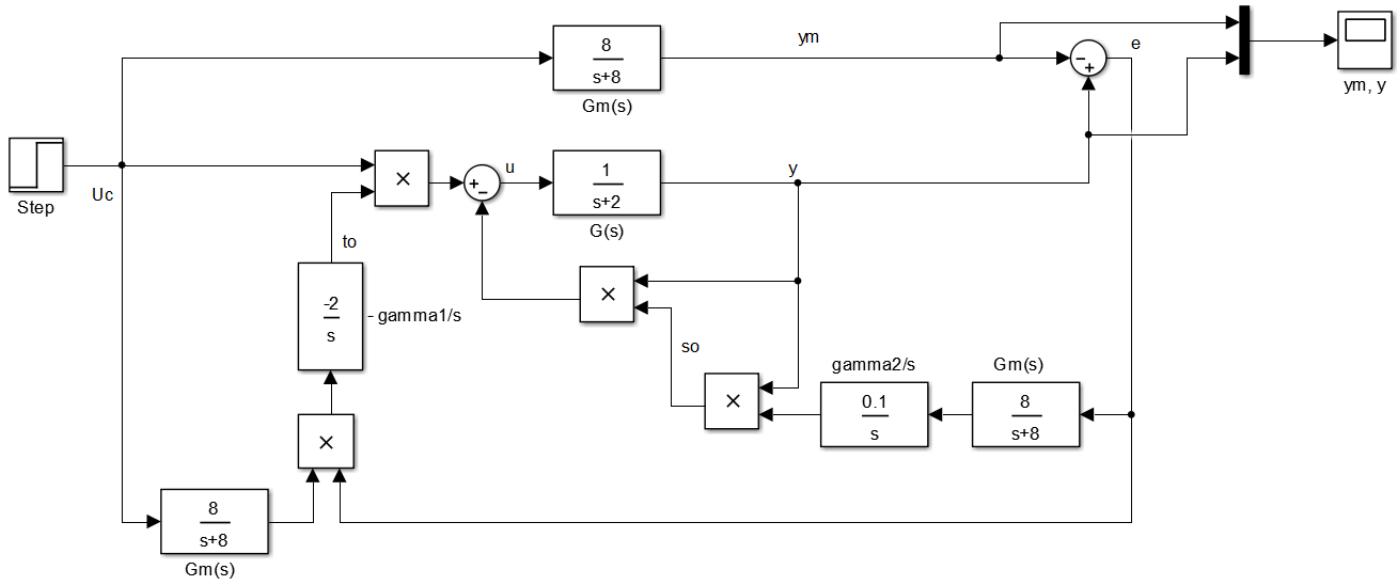 8
s+8
Gm(s)
ym
e
ym, y
Step
Uc
×
+
−
u
1
s+2
G(s)
y
−
+
to
-2
s
- gamma1/s
×
so
×
gamma2/s
0.1
s
Gm(s)
8
s+8
×
8
s+8
Gm(s)